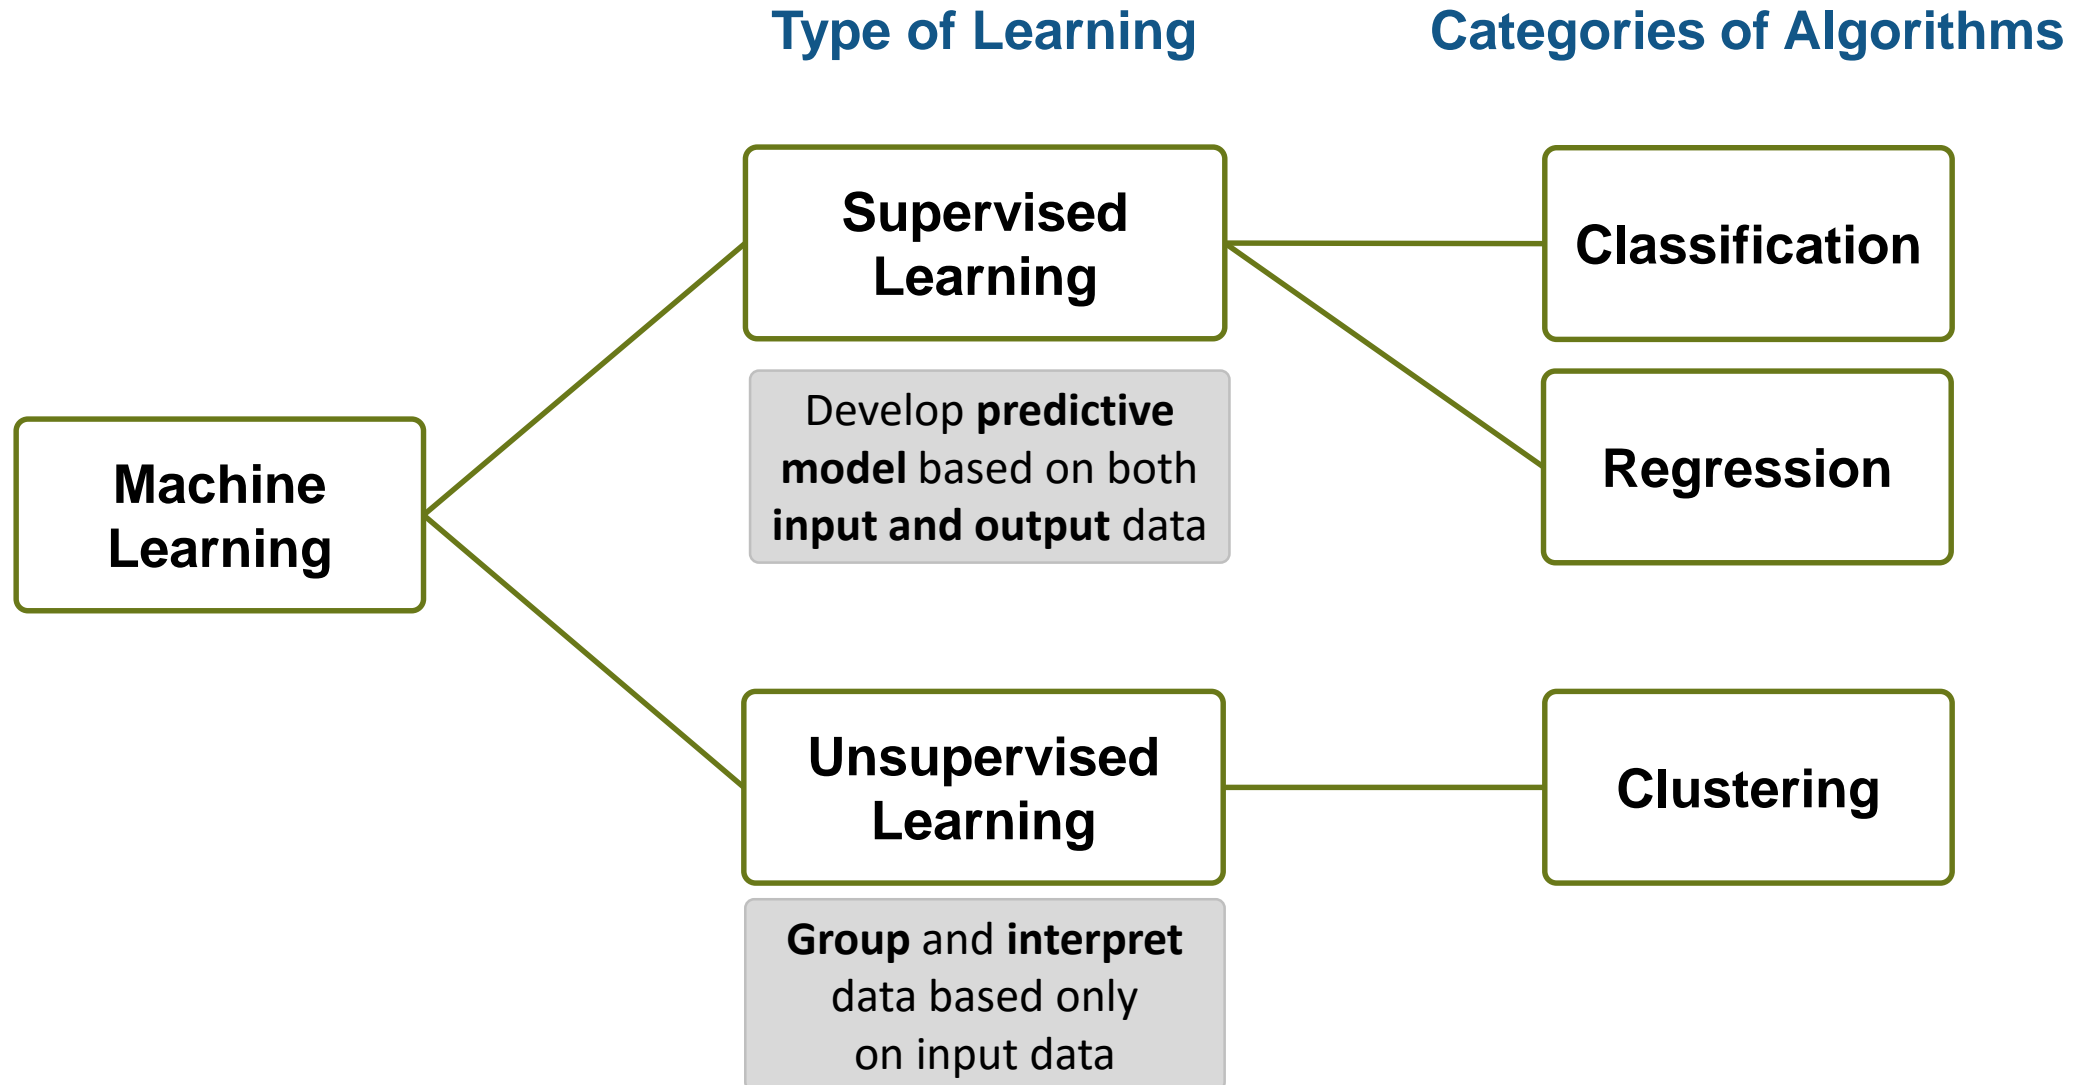 Type of Learning
Categories of Algorithms
Supervised
Learning
Classification
Develop predictive
model based on both
input and output data
Regression
Machine
Learning
Unsupervised
Learning
Clustering
Group and interpret
data based only
on input data